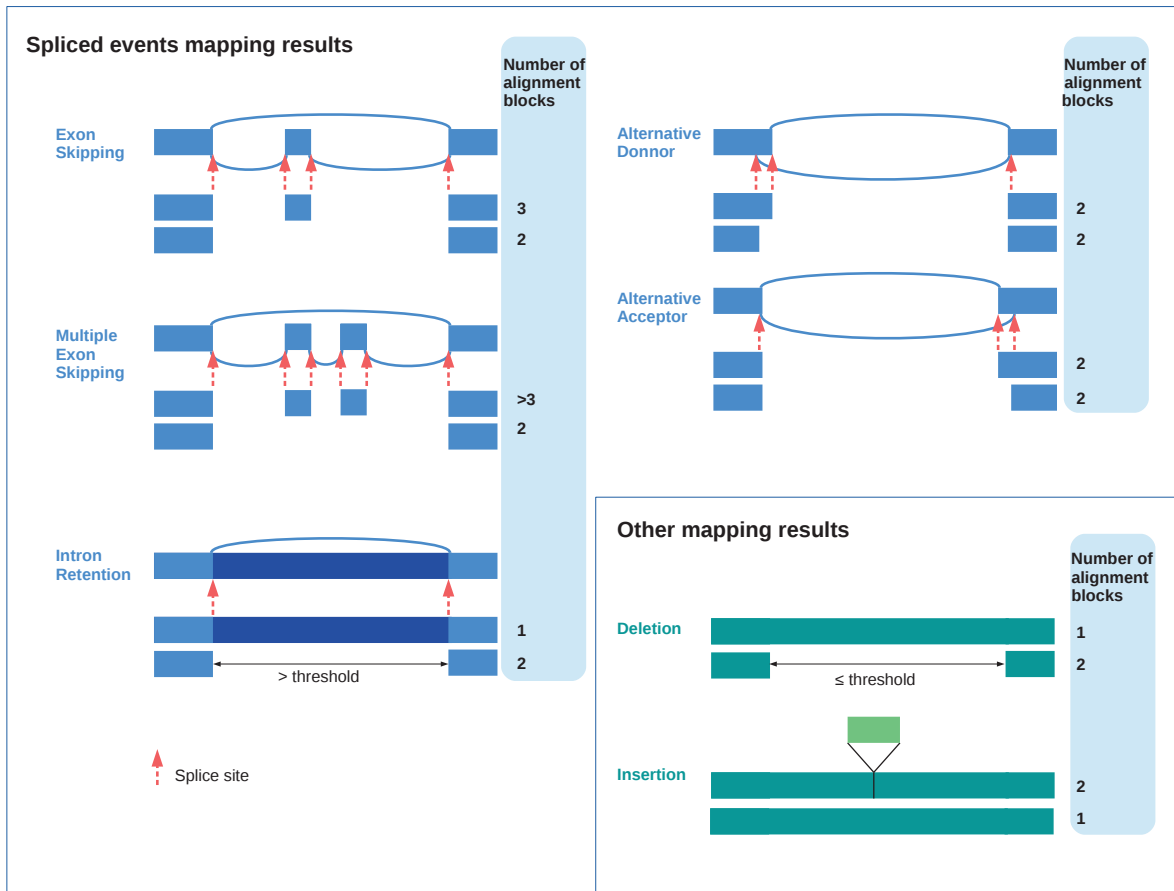 Spliced events mapping results
Number of
alignment
blocks
Exon
Skipping
3
2
Multiple
Exon
Skipping
>3
2
Intron
Retention
1
2
> threshold
Splice site
Number of
alignment
blocks
Alternative
Donnor
2
2
Alternative
Acceptor
2
2
Other mapping results
Number of
alignment
blocks
Deletion
1
2
≤ threshold
Insertion
2
1